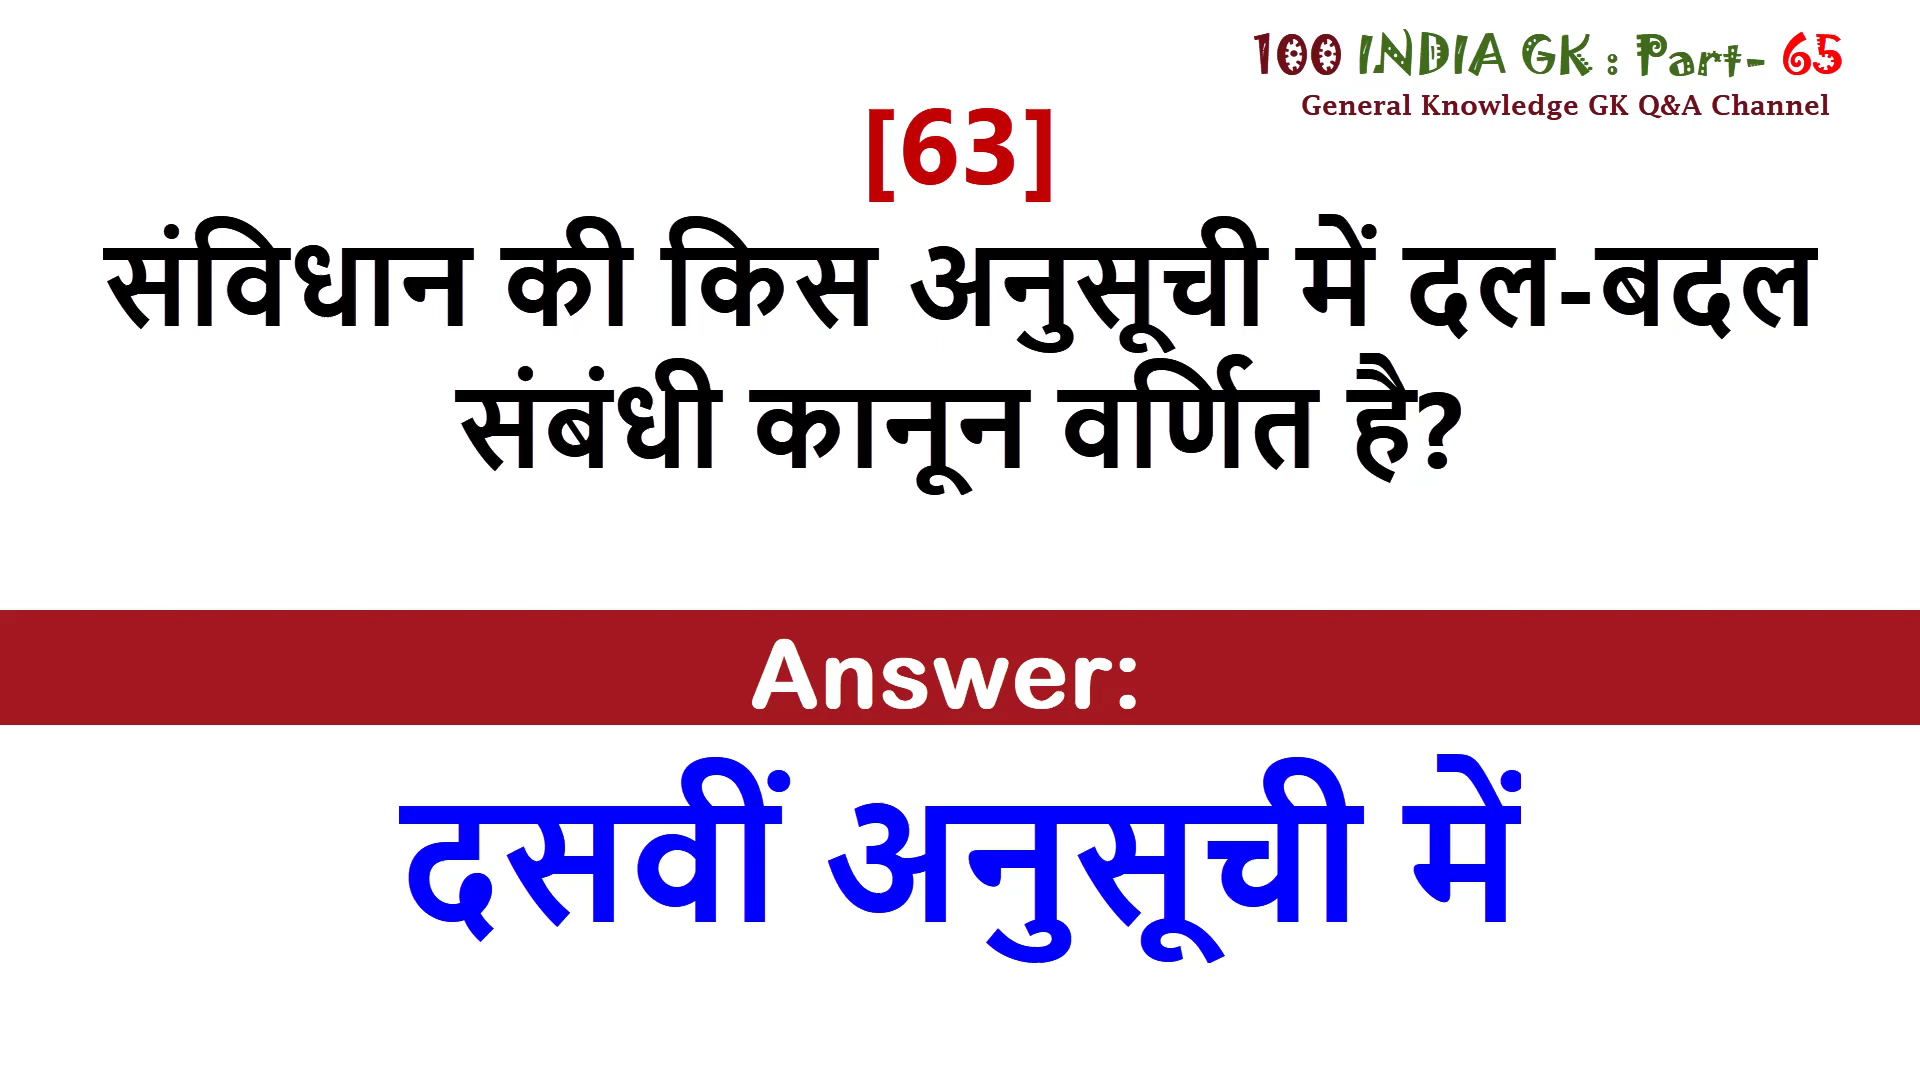 100 INDIA GK : Part- 65
General Knowledge GK Q&A Channel
[63]
संविधान की किस अनुसूची में दल-बदल
संबंधी कानून वर्णित है?
Answer:
दसवीं अनुसूची में